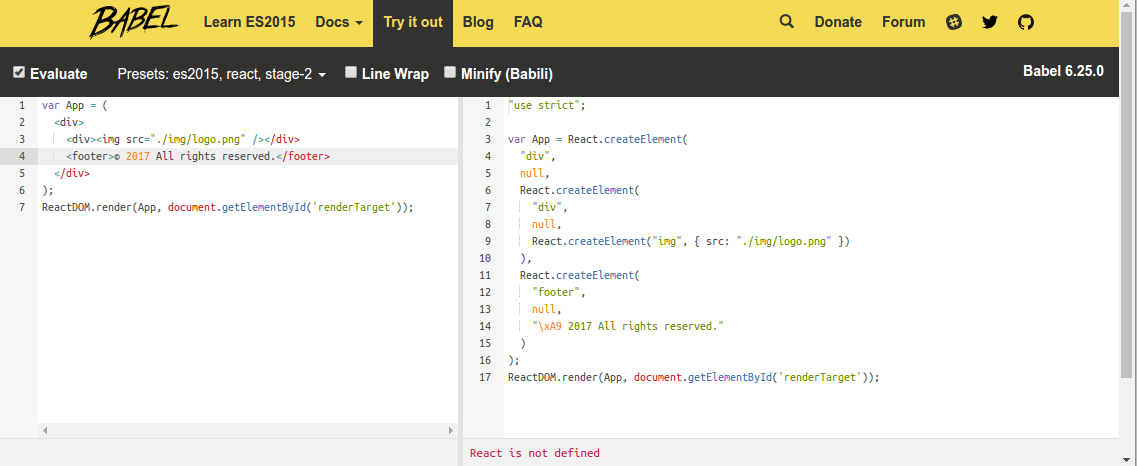 BABEL Learn ES2015 Docs Try it out Blog FAQ Donate Forum
Evaluate Presets: es2015, react, stage-2 Line Wrap Minify (Babili) Babel 6.25.0
1 var App = (
2 <div>
3 <div><img src="./img/logo.png" /></div>
4 <footer>© 2017 All rights reserved.</footer>
5 </div>
6 );
7 ReactDOM.render(App, document.getElementById('renderTarget'));
1 "use strict";
2
3 var App = React.createElement(
4 "div",
5 null,
6 React.createElement(
7 "div",
8 null,
9 React.createElement("img", { src: "./img/logo.png" })
10 ),
11 React.createElement(
12 "footer",
13 null,
14 "\xA9 2017 All rights reserved."
15 )
16 );
17 ReactDOM.render(App, document.getElementById('renderTarget'));
React is not defined